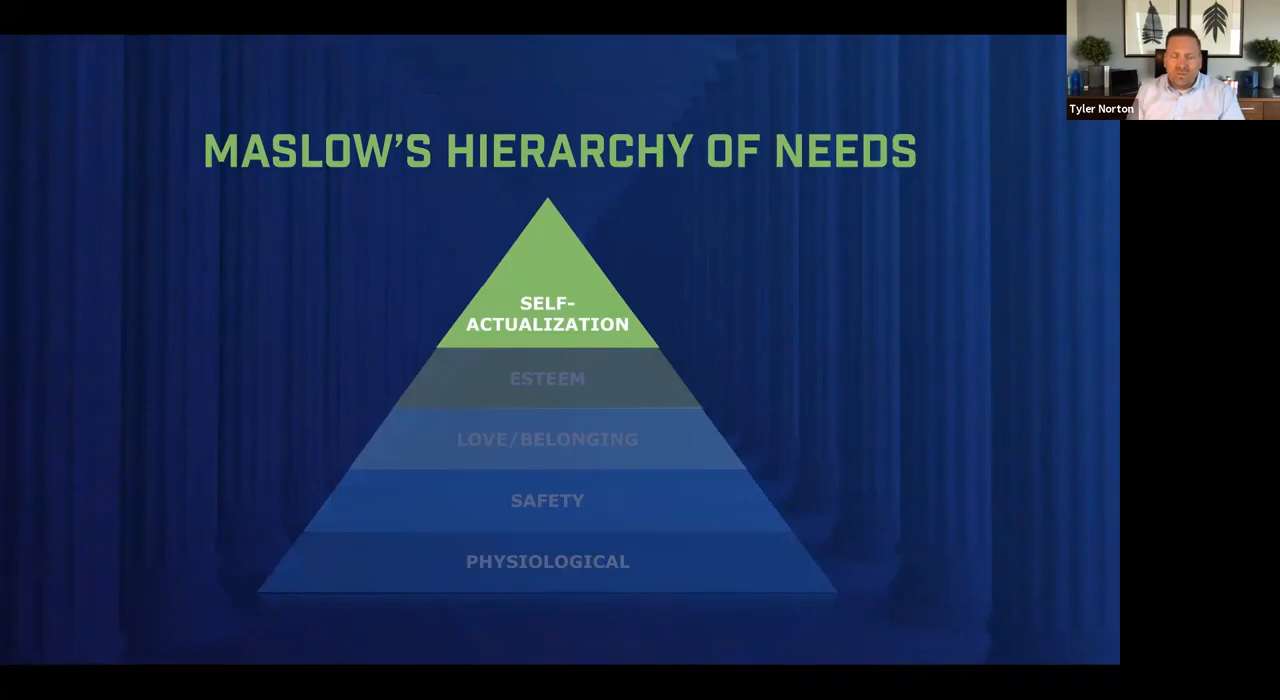 Tyler Norton
MASLOW’S HIERARCHY OF NEEDS
SELF-
ACTUALIZATION
ESTEEM
LOVE/BELONGING
SAFETY
PHYSIOLOGICAL